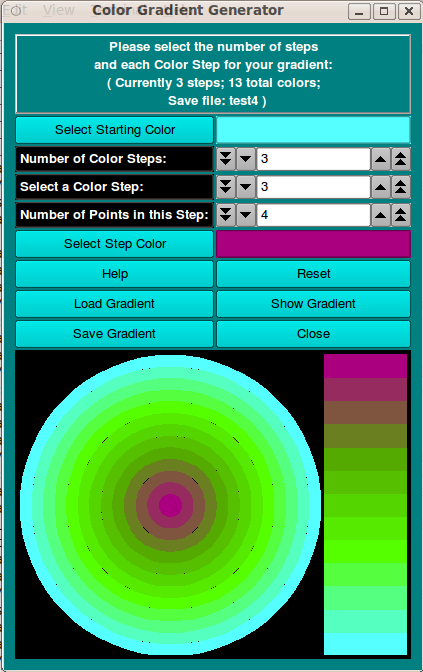 Edit View Color Gradient Generator
Please select the number of steps
and each Color Step for your gradient:
( Currently 3 steps; 13 total colors;
Save file: test4 )
Select Starting Color
Number of Color Steps: 3
Select a Color Step: 3
Number of Points in this Step: 4
Select Step Color
Help Reset
Load Gradient Show Gradient
Save Gradient Close